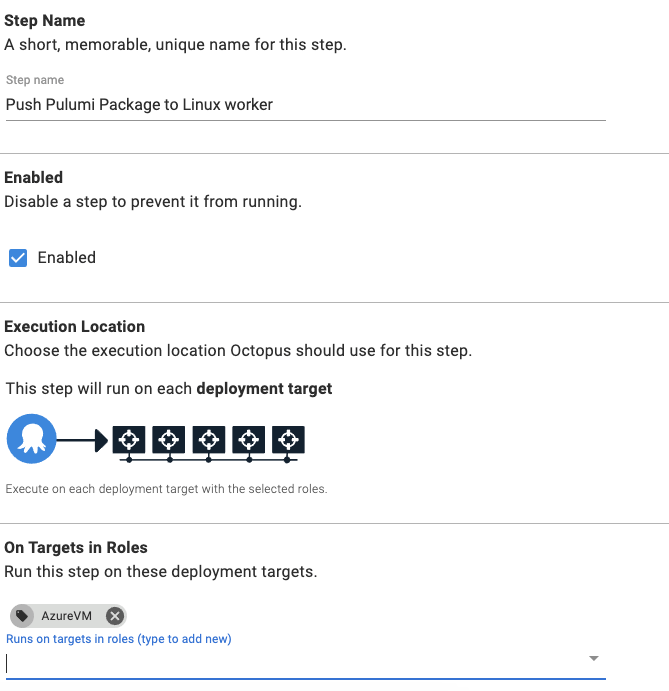 Step Name
A short, memorable, unique name for this step.
Step name
Push Pulumi Package to Linux worker
Enabled
Disable a step to prevent it from running.
Enabled
Execution Location
Choose the execution location Octopus should use for this step.
This step will run on each deployment target
Execute on each deployment target with the selected roles.
On Targets in Roles
Run this step on these deployment targets.
AzureVM
Runs on targets in roles (type to add new)